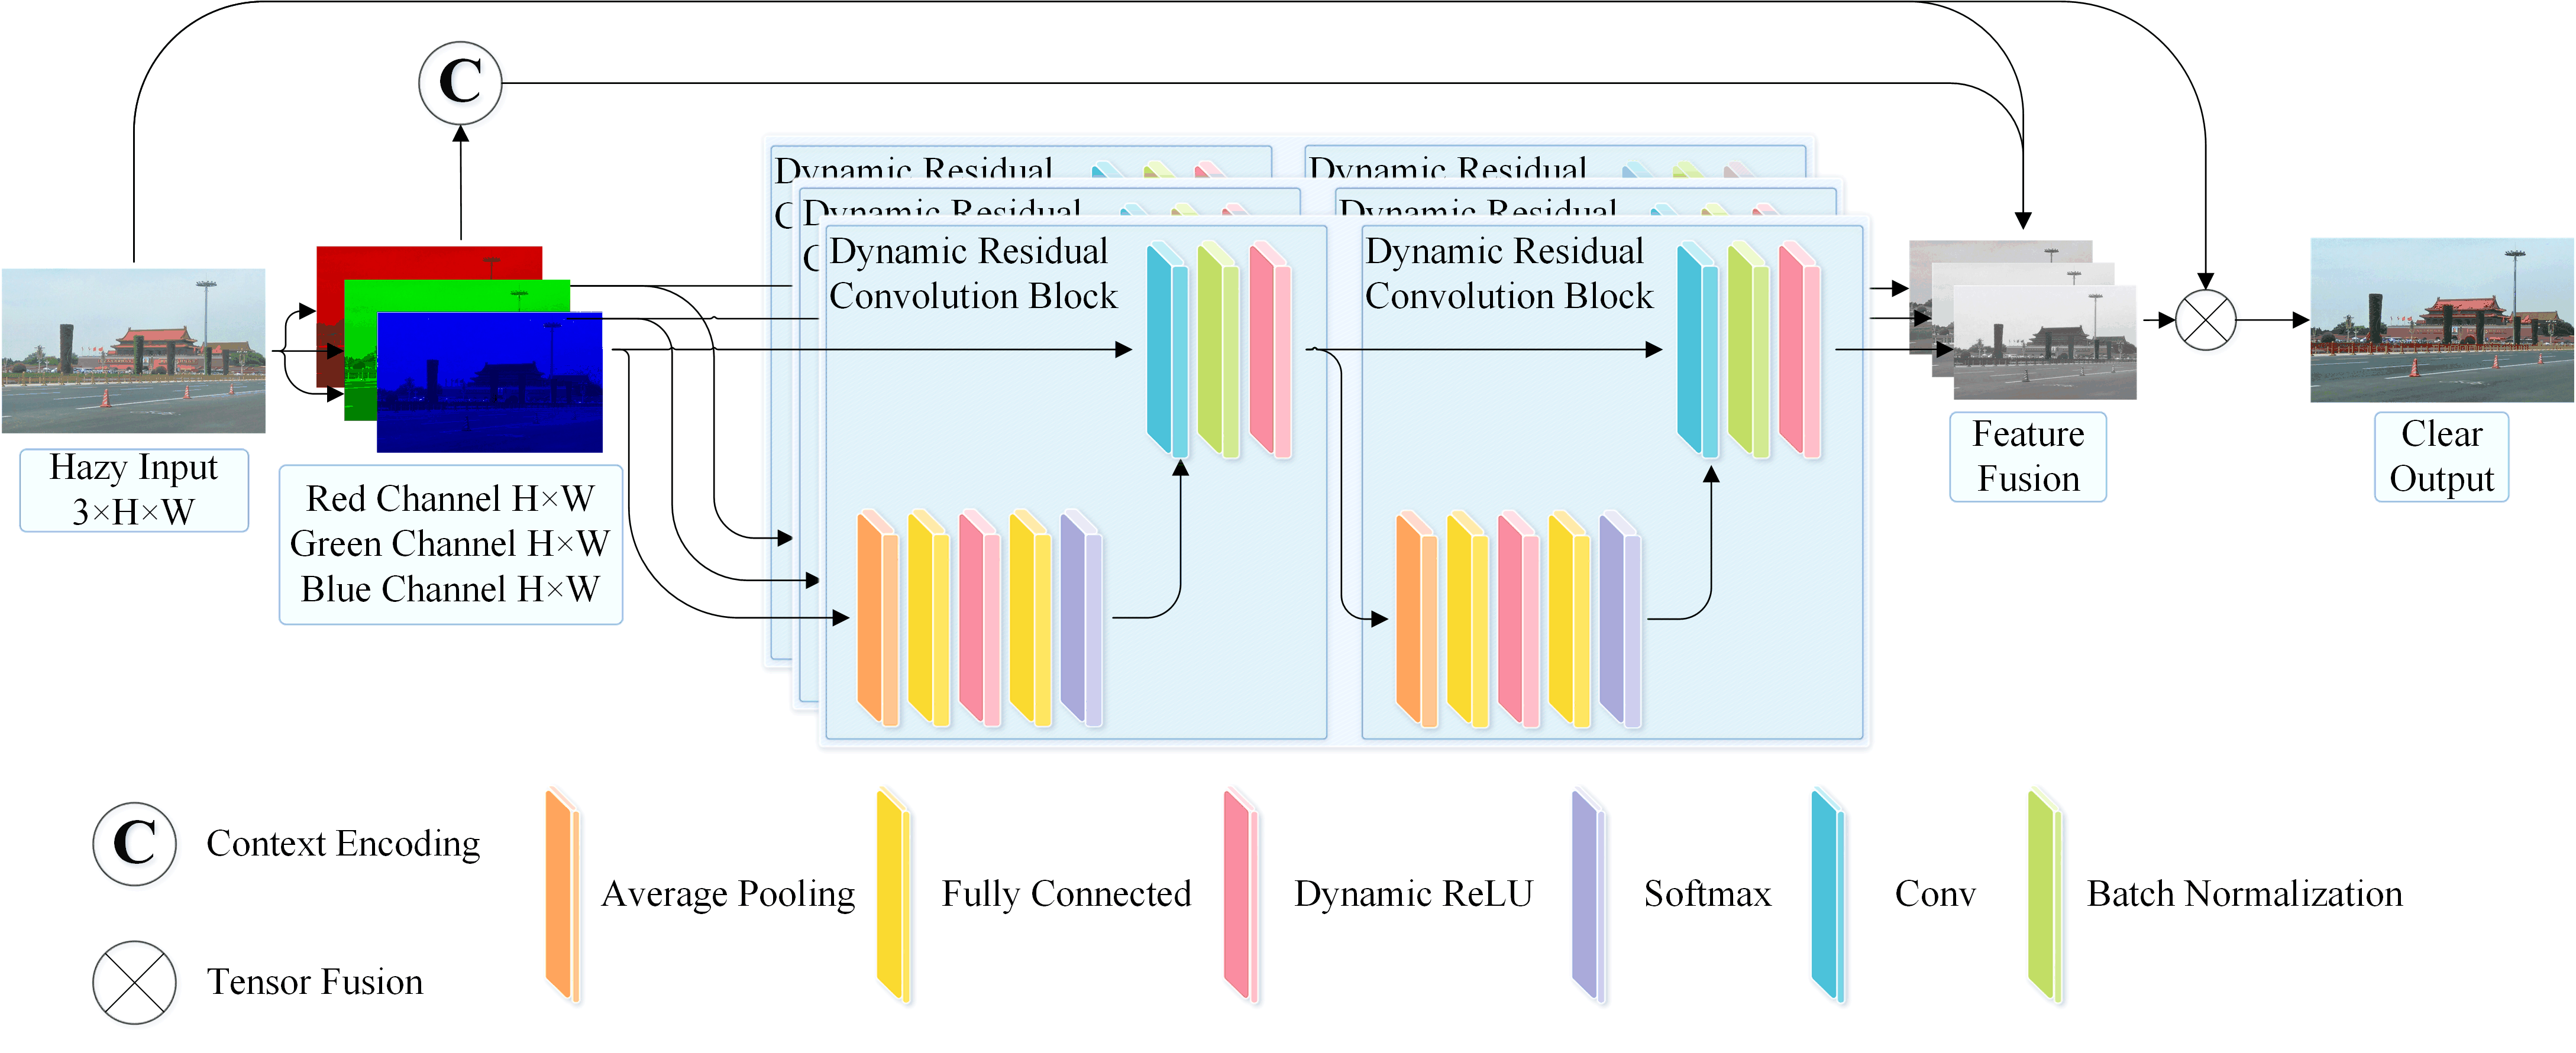 C
Dynamic Residual
C
Dynamic Residual
Dynamic Residual
C
Dynamic Residual
Dynamic Residual
Convolution Block
Dynamic Residual
Convolution Block
Hazy Input
3×H×W
Red Channel H×W
Green Channel H×W
Blue Channel H×W
Feature
Fusion
Clear
Output
C Context Encoding
Tensor Fusion
Average Pooling
Fully Connected
Dynamic ReLU
Softmax
Conv
Batch Normalization